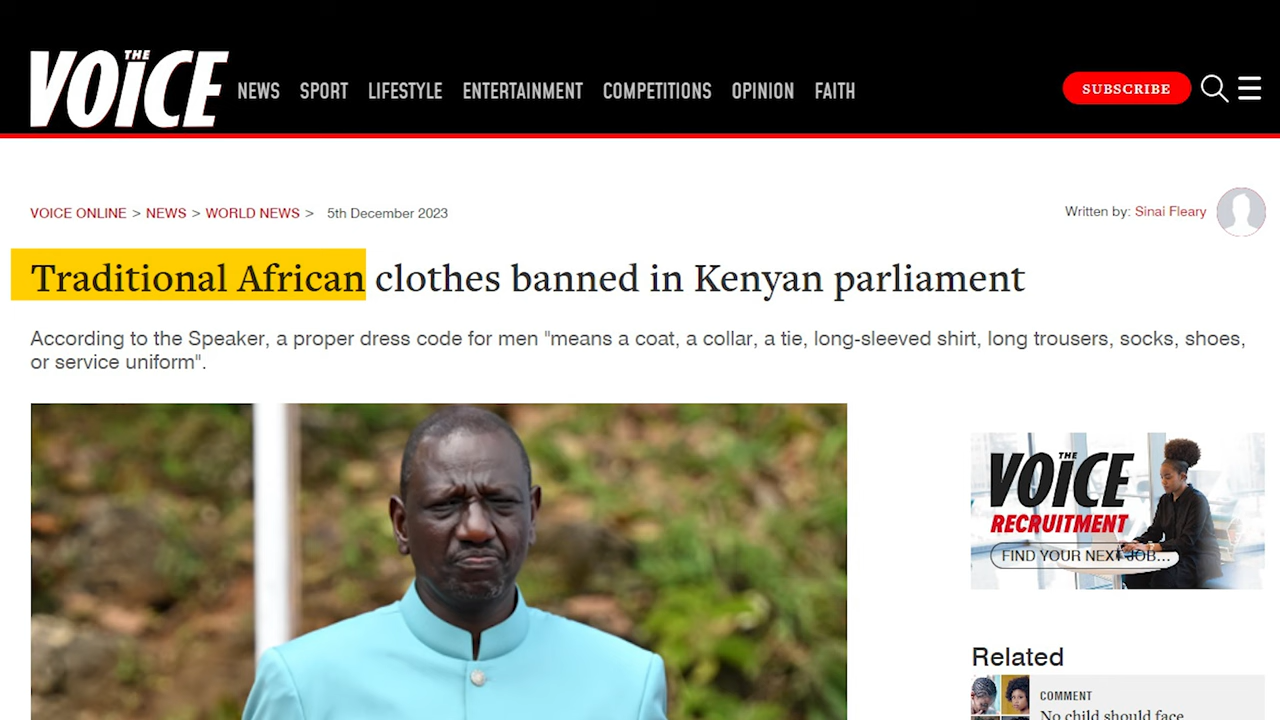 THE
VOiCE
NEWS SPORT LIFESTYLE ENTERTAINMENT COMPETITIONS OPINION FAITH
SUBSCRIBE
VOICE ONLINE > NEWS > WORLD NEWS > 5th December 2023
Written by: Sinai Fleary
Traditional African clothes banned in Kenyan parliament
According to the Speaker, a proper dress code for men "means a coat, a collar, a tie, long-sleeved shirt, long trousers, socks, shoes,
or service uniform".
THE
VOiCE
RECRUITMENT
FIND YOUR NEXT JOB...
Related
COMMENT
No child should face